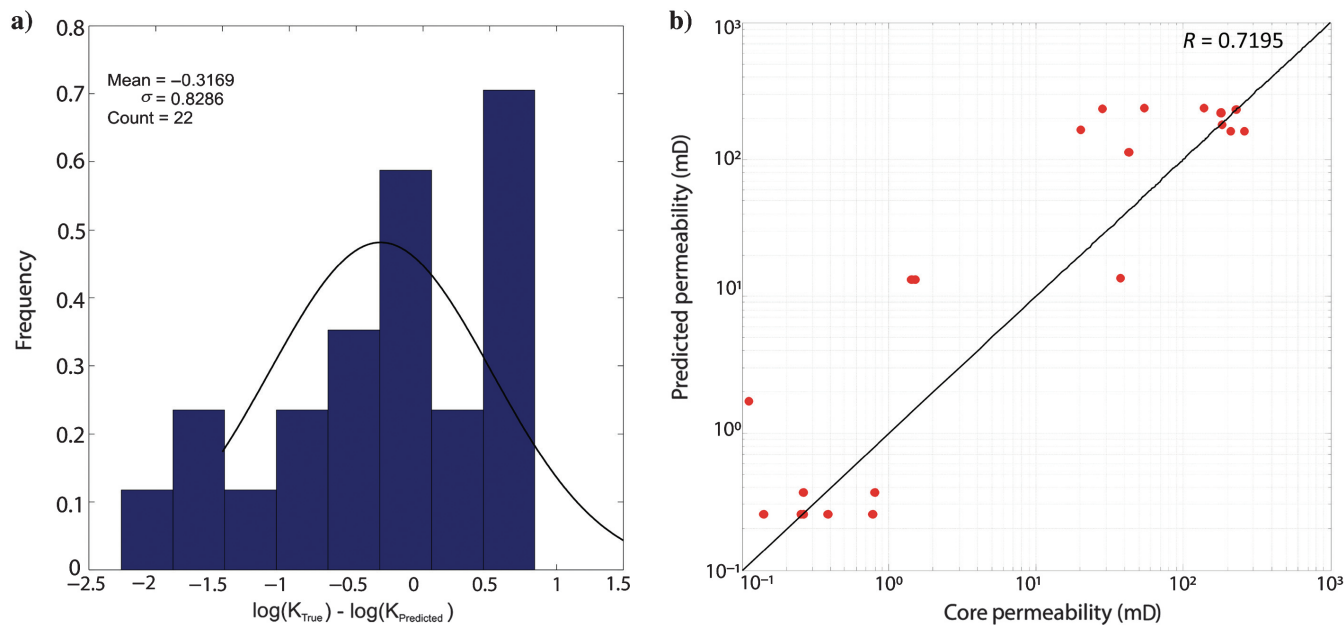 a)
Mean = −0.3169
σ = 0.8286
Count = 22
Frequency
0.8
0.7
0.6
0.5
0.4
0.3
0.2
0.1
0
−2.5 −2 −1.5 −1 −0.5 0 0.5 1 1.5
log(K_True) - log(K_Predicted)
b)
R = 0.7195
Predicted permeability (mD)
10³
10²
10¹
10⁰
10⁻¹
10⁻¹ 10⁰ 10¹ 10² 10³
Core permeability (mD)